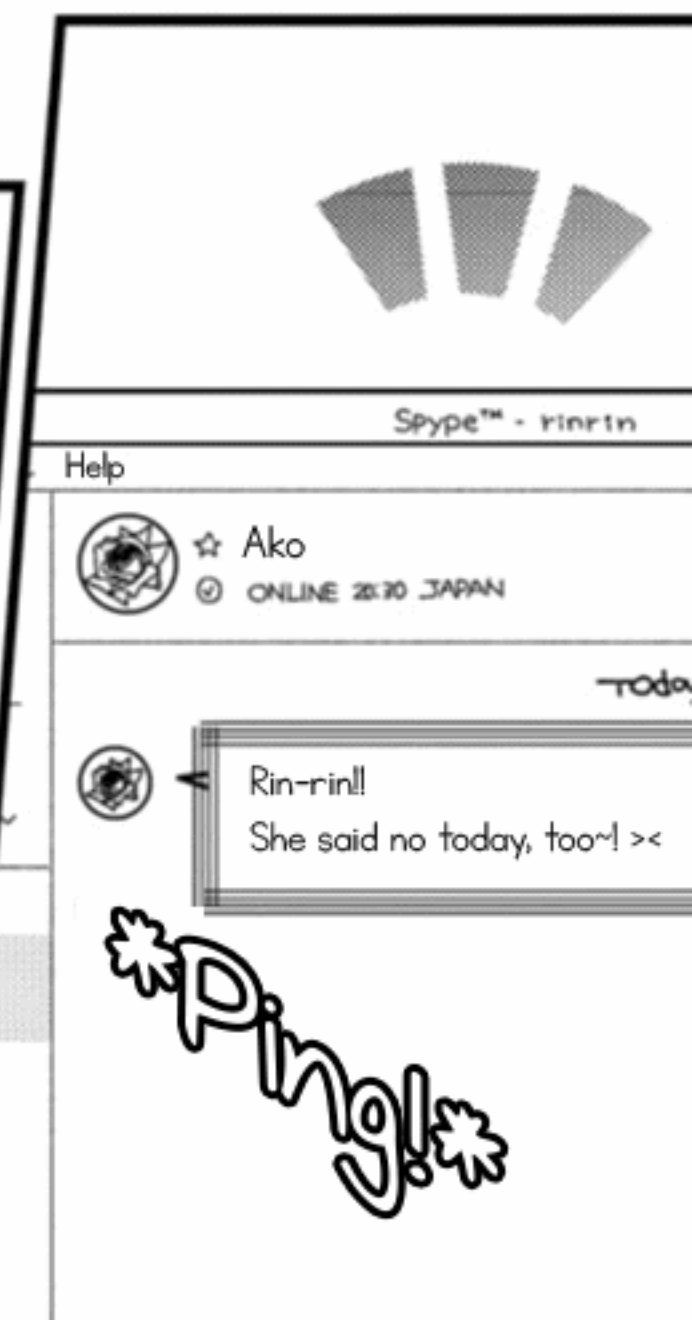 Spype™ - rinrin
Help
Ako
ONLINE 20:30 JAPAN
Rin-rin!!
She said no today, too~! ><
*Ping!*